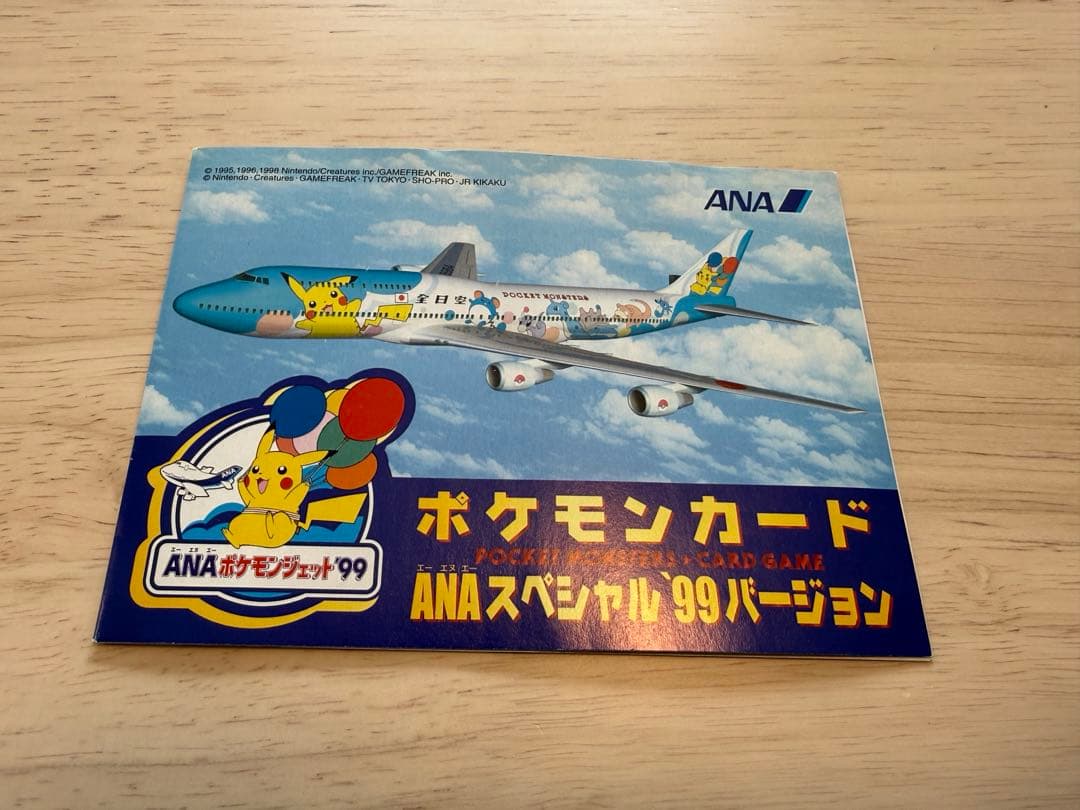 © 1995,1996,1998 Nintendo/Creatures inc./GAMEFREAK inc.
© Nintendo・Creatures・GAMEFREAK・TV TOKYO・SHO-PRO・JR KIKAKU
ANA
全日空
POCKET MONSTERS
ANA
エー エヌ エー
ANAポケモンジェット'99
ポケモンカード
POCKET MONSTERS CARD GAME
エー エヌ エー
ANAスペシャル'99バージョン